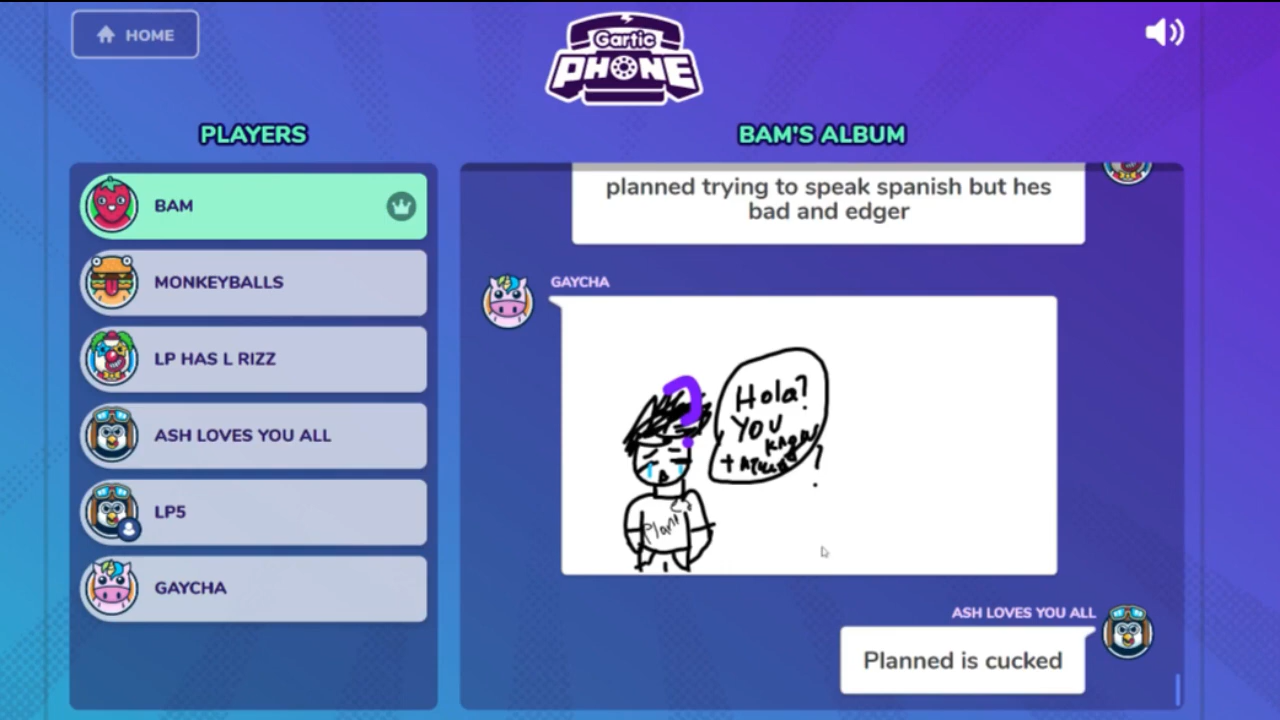 HOME
Gartic
PHONE
PLAYERS
BAM'S ALBUM
BAM
MONKEYBALLS
LP HAS L RIZZ
ASH LOVES YOU ALL
LP5
GAYCHA
planned trying to speak spanish but hes
bad and edger
GAYCHA
Hola?
You
know
?
Plant
ASH LOVES YOU ALL
Planned is cucked